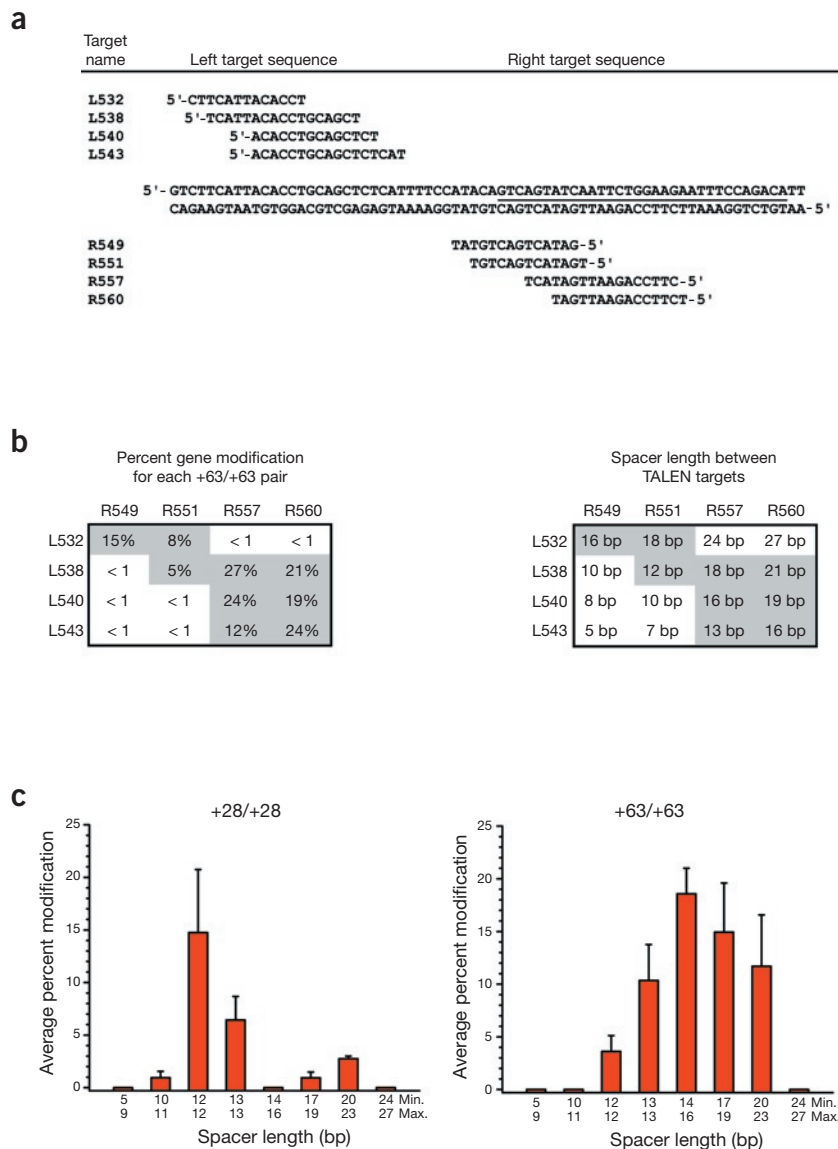 a
Target name Left target sequence Right target sequence
L532 5'-CTTCATTACACCT
L538 5'-TCATTACACCTGCAGCT
L540 5'-ACACCTGCAGCTCT
L543 5'-ACACCTGCAGCTCTCAT
5'-GTCTTCATTACACCTGCAGCTCTCATTTTCCATACAGTCAGTATCAATTCTGGAAGAATTTCCAGACATT
CAGAAGTAATGTGGACGTCGAGAGTAAAAGGTATGTCAGTCATAGTTAAGACCTTCTTAAAGGTCTGTAA-5'
R549 TATGTCAGTCATAG-5'
R551 TGTCAGTCATAGT-5'
R557 TCATAGTTAAGACCTTC-5'
R560 TAGTTAAGACCTTCT-5'
b
Percent gene modification
for each +63/+63 pair
R549 R551 R557 R560
L532 15% 8% < 1 < 1
L538 < 1 5% 27% 21%
L540 < 1 < 1 24% 19%
L543 < 1 < 1 12% 24%
Spacer length between
TALEN targets
R549 R551 R557 R560
L532 16 bp 18 bp 24 bp 27 bp
L538 10 bp 12 bp 18 bp 21 bp
L540 8 bp 10 bp 16 bp 19 bp
L543 5 bp 7 bp 13 bp 16 bp
c
+28/+28
Average percent modification
25
20
15
10
5
0
5 10 12 13 14 17 20 24 Min.
9 11 12 13 16 19 23 27 Max.
Spacer length (bp)
+63/+63
Average percent modification
25
20
15
10
5
0
5 10 12 13 14 17 20 24 Min.
9 11 12 13 16 19 23 27 Max.
Spacer length (bp)